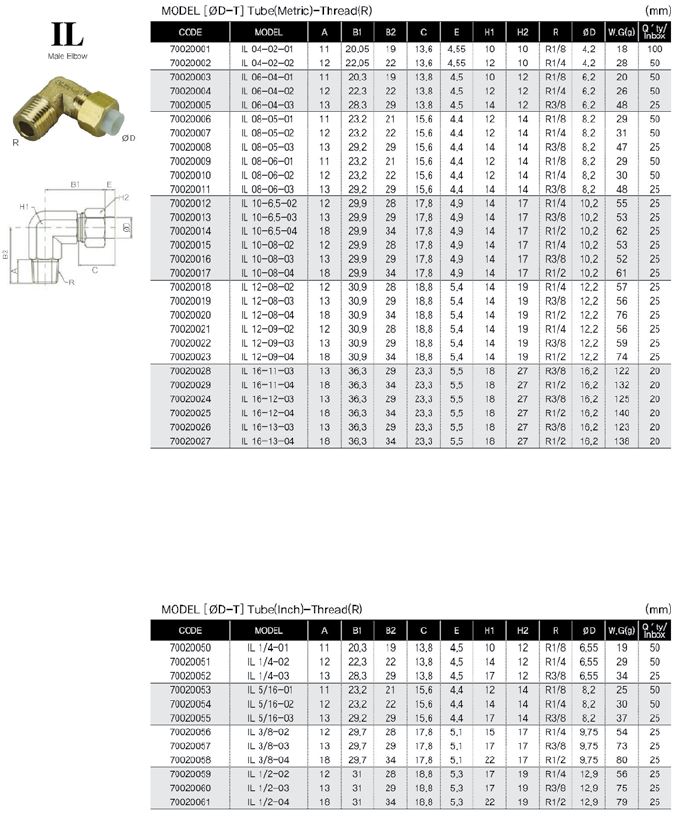 IL
Male Elbow
R
ØD
B1
E
H1
H2
B2
ØD
A
C
R
MODEL [ØD-T] Tube(Metric)-Thread(R) (mm)
CODE MODEL A B1 B2 C E H1 H2 R ØD W.G(g) Q'ty/Inbox
70020001 IL 04-02-01 11 20,05 19 13,6 4,55 10 10 R1/8 4,2 18 100
70020002 IL 04-02-02 12 22,05 22 13,6 4,55 12 10 R1/4 4,2 28 50
70020003 IL 06-04-01 11 20,3 19 13,8 4,5 10 12 R1/8 6,2 20 50
70020004 IL 06-04-02 12 22,3 22 13,8 4,5 12 12 R1/4 6,2 26 50
70020005 IL 06-04-03 13 28,3 29 13,8 4,5 14 12 R3/8 6,2 48 25
70020006 IL 08-05-01 11 23,2 21 15,6 4,4 12 14 R1/8 8,2 29 50
70020007 IL 08-05-02 12 23,2 22 15,6 4,4 12 14 R1/4 8,2 31 50
70020008 IL 08-05-03 13 29,2 29 15,6 4,4 14 14 R3/8 8,2 47 25
70020009 IL 08-06-01 11 23,2 21 15,6 4,4 12 14 R1/8 8,2 29 50
70020010 IL 08-06-02 12 23,2 22 15,6 4,4 12 14 R1/4 8,2 30 50
70020011 IL 08-06-03 13 29,2 29 15,6 4,4 14 14 R3/8 8,2 48 25
70020012 IL 10-6,5-02 12 29,9 28 17,8 4,9 14 17 R1/4 10,2 55 25
70020013 IL 10-6,5-03 13 29,9 29 17,8 4,9 14 17 R3/8 10,2 53 25
70020014 IL 10-6,5-04 18 29,9 34 17,8 4,9 14 17 R1/2 10,2 62 25
70020015 IL 10-08-02 12 29,9 28 17,8 4,9 14 17 R1/4 10,2 53 25
70020016 IL 10-08-03 13 29,9 29 17,8 4,9 14 17 R3/8 10,2 52 25
70020017 IL 10-08-04 18 29,9 34 17,8 4,9 14 17 R1/2 10,2 61 25
70020018 IL 12-08-02 12 30,9 28 18,8 5,4 14 19 R1/4 12,2 57 25
70020019 IL 12-08-03 13 30,9 29 18,8 5,4 14 19 R3/8 12,2 56 25
70020020 IL 12-08-04 18 30,9 34 18,8 5,4 14 19 R1/2 12,2 76 25
70020021 IL 12-09-02 12 30,9 28 18,8 5,4 14 19 R1/4 12,2 56 25
70020022 IL 12-09-03 13 30,9 29 18,8 5,4 14 19 R3/8 12,2 59 25
70020023 IL 12-09-04 18 30,9 34 18,8 5,4 14 19 R1/2 12,2 74 25
70020028 IL 16-11-03 13 36,3 29 23,3 5,5 18 27 R3/8 16,2 122 20
70020029 IL 16-11-04 18 36,3 34 23,3 5,5 18 27 R1/2 16,2 132 20
70020024 IL 16-12-03 13 36,3 29 23,3 5,5 18 27 R3/8 16,2 125 20
70020025 IL 16-12-04 18 36,3 34 23,3 5,5 18 27 R1/2 16,2 140 20
70020026 IL 16-13-03 13 36,3 29 23,3 5,5 18 27 R3/8 16,2 123 20
70020027 IL 16-13-04 18 36,3 34 23,3 5,5 18 27 R1/2 16,2 138 20
MODEL [ØD-T] Tube(Inch)-Thread(R) (mm)
CODE MODEL A B1 B2 C E H1 H2 R ØD W.G(g) Q'ty/Inbox
70020050 IL 1/4-01 11 20,3 19 13,8 4,5 10 12 R1/8 6,55 19 50
70020051 IL 1/4-02 12 22,3 22 13,8 4,5 14 12 R1/4 6,55 29 50
70020052 IL 1/4-03 13 28,3 29 13,8 4,5 17 12 R3/8 6,55 34 25
70020053 IL 5/16-01 11 23,2 21 15,6 4,4 12 14 R1/8 8,2 25 50
70020054 IL 5/16-02 12 23,2 22 15,6 4,4 17 14 R1/4 8,2 30 50
70020055 IL 5/16-03 13 29,2 29 15,6 4,4 17 14 R3/8 8,2 37 25
70020056 IL 3/8-02 12 29,7 28 17,8 5,1 15 17 R1/4 9,75 54 25
70020057 IL 3/8-03 13 29,7 29 17,8 5,1 17 17 R3/8 9,75 73 25
70020058 IL 3/8-04 18 29,7 34 17,8 5,1 22 17 R1/2 9,75 80 25
70020059 IL 1/2-02 12 31 28 18,8 5,3 17 19 R1/4 12,9 56 25
70020060 IL 1/2-03 13 31 29 18,8 5,3 17 19 R3/8 12,9 75 25
70020061 IL 1/2-04 18 31 34 18,8 5,3 22 19 R1/2 12,9 79 25